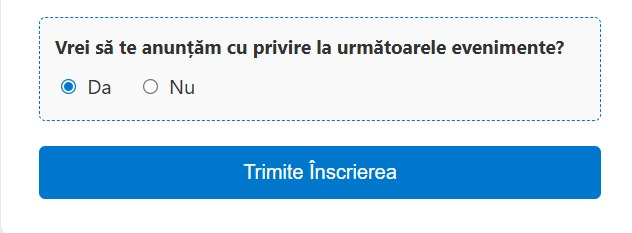 Vrei să te anunțăm cu privire la următoarele evenimente?
Da Nu
Trimite Înscrierea